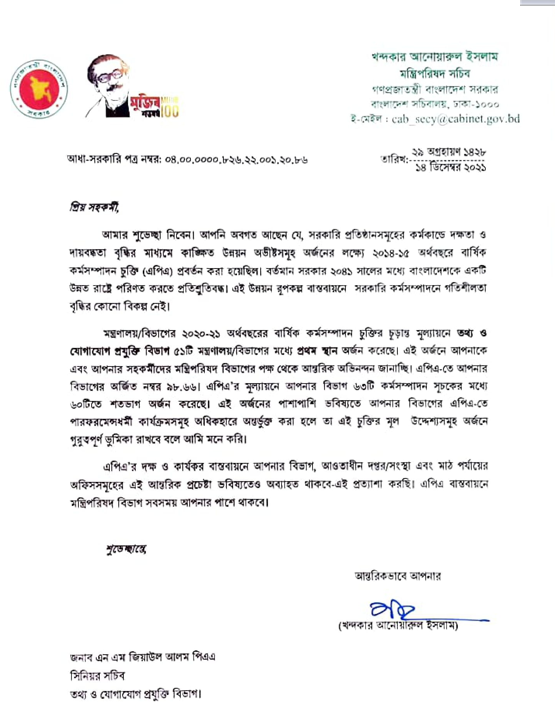 খন্দকার আনোয়ারুল ইসলাম
মন্ত্রিপরিষদ সচিব
গণপ্রজাতন্ত্রী বাংলাদেশ সরকার
বাংলাদেশ সচিবালয়, ঢাকা-১০০০
ই-মেইল : cab_secy@cabinet.gov.bd
গণপ্রজাতন্ত্রী বাংলাদেশ
সরকার
মুজিব
শতবর্ষ 100
আধা-সরকারি পত্র নম্বর: ০৪.০০.০০০০.৮২৬.২২.০০১.২০.৮৬
২৯ অগ্রহায়ণ ১৪২৮
তারিখ:
১৪ ডিসেম্বর ২০২১
প্রিয় সহকর্মী,
আমার শুভেচ্ছা নিবেন। আপনি অবগত আছেন যে, সরকারি প্রতিষ্ঠানসমূহের কর্মকান্ডে দক্ষতা ও
দায়বদ্ধতা বৃদ্ধির মাধ্যমে কাঙ্ক্ষিত উন্নয়ন অভীষ্টসমূহ অর্জনের লক্ষ্যে ২০১৪-১৫ অর্থবছরে বার্ষিক
কর্মসম্পাদন চুক্তি (এপিএ) প্রবর্তন করা হয়েছিল। বর্তমান সরকার ২০৪১ সালের মধ্যে বাংলাদেশকে একটি
উন্নত রাষ্ট্রে পরিণত করতে প্রতিশ্রুতিবদ্ধ। এই উন্নয়ন রূপকল্প বাস্তবায়নে সরকারি কর্মসম্পাদনে গতিশীলতা
বৃদ্ধির কোনো বিকল্প নেই।
মন্ত্রণালয়/বিভাগের ২০২০-২১ অর্থবছরের বার্ষিক কর্মসম্পাদন চুক্তির চূড়ান্ত মূল্যায়নে তথ্য ও
যোগাযোগ প্রযুক্তি বিভাগ ৫১টি মন্ত্রণালয়/বিভাগের মধ্যে প্রথম স্থান অর্জন করেছে। এই অর্জনে আপনাকে
এবং আপনার সহকর্মীদের মন্ত্রিপরিষদ বিভাগের পক্ষ থেকে আন্তরিক অভিনন্দন জানাচ্ছি। এপিএ-তে আপনার
বিভাগের অর্জিত নম্বর ৯৮.৬৬। এপিএ'র মূল্যায়নে আপনার বিভাগ ৬৩টি কর্মসম্পাদন সূচকের মধ্যে
৬০টিতে শতভাগ অর্জন করেছে। এই অর্জনের পাশাপাশি ভবিষ্যতে আপনার বিভাগের এপিএ-তে
পারফরমেন্সধর্মী কার্যক্রমসমূহ অধিকহারে অন্তর্ভুক্ত করা হলে তা এই চুক্তির মূল উদ্দেশ্যসমূহ অর্জনে
গুরুত্বপূর্ণ ভূমিকা রাখবে বলে আমি মনে করি।
এপিএ'র দক্ষ ও কার্যকর বাস্তবায়নে আপনার বিভাগ, আওতাধীন দপ্তর/সংস্থা এবং মাঠ পর্যায়ের
অফিসসমূহের এই আন্তরিক প্রচেষ্টা ভবিষ্যতেও অব্যাহত থাকবে-এই প্রত্যাশা করছি। এপিএ বাস্তবায়নে
মন্ত্রিপরিষদ বিভাগ সবসময় আপনার পাশে থাকবে।
শুভেচ্ছান্তে,
আন্তরিকভাবে আপনার
(খন্দকার আনোয়ারুল ইসলাম)
জনাব এন এম জিয়াউল আলম পিএএ
সিনিয়র সচিব
তথ্য ও যোগাযোগ প্রযুক্তি বিভাগ।